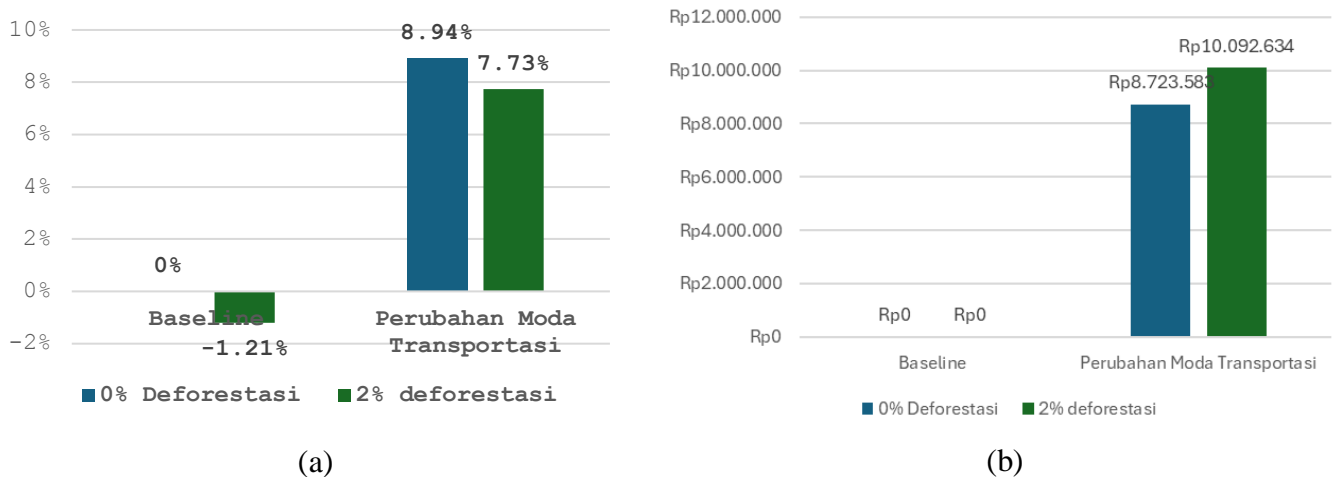 10%
8%
6%
4%
2%
0%
-2%
8.94%
7.73%
0%
-1.21%
Baseline
Perubahan Moda
Transportasi
0% Deforestasi
2% deforestasi
(a)
Rp12.000.000
Rp10.000.000
Rp8.000.000
Rp6.000.000
Rp4.000.000
Rp2.000.000
Rp0
Rp10.092.634
Rp8.723.583
Rp0 Rp0
Baseline
Perubahan Moda Transportasi
0% Deforestasi
2% deforestasi
(b)